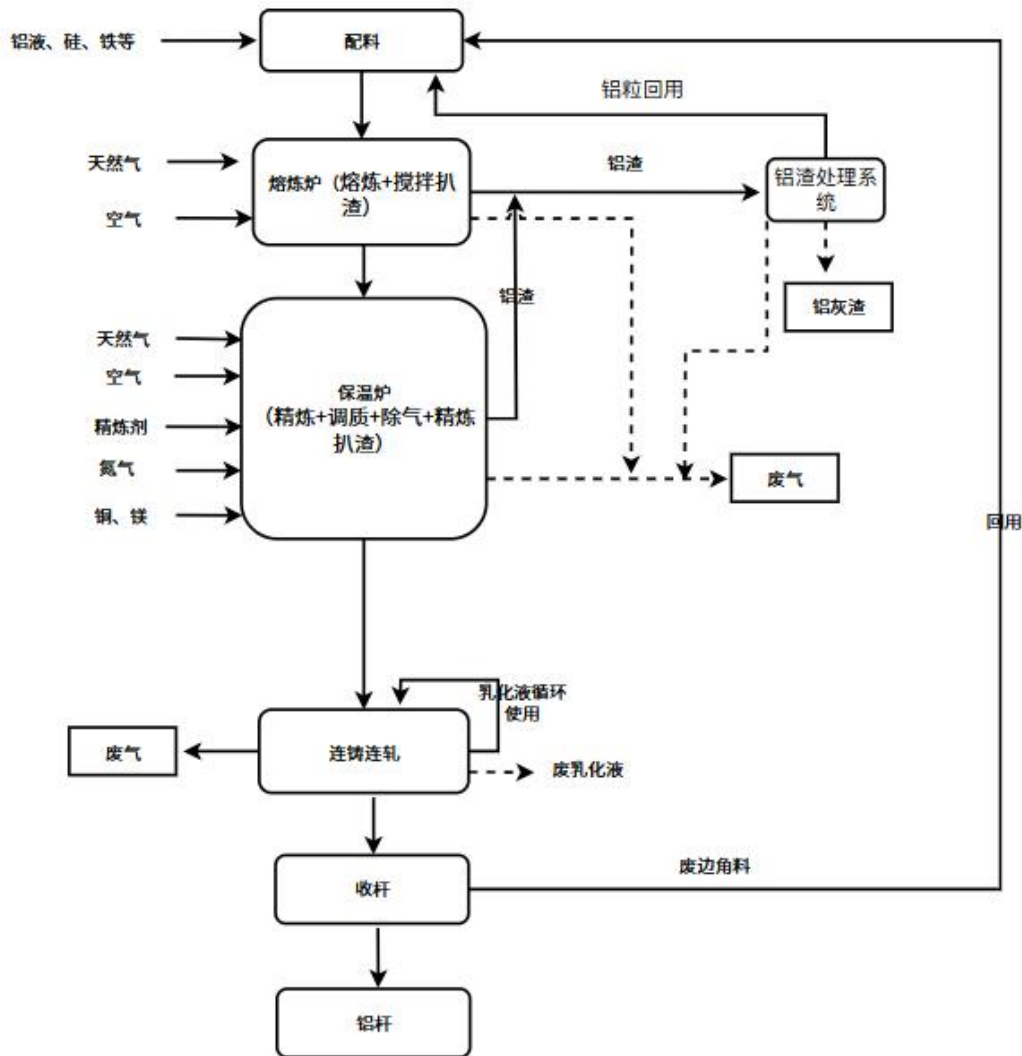 铝液、硅、铁等
配料
铝粒回用
天然气
熔炼炉（熔炼+搅拌扒
渣）
铝渣
铝渣处理系
统
空气
铝渣
铝灰渣
天然气
空气
精炼剂
氮气
铜、镁
保温炉
（精炼+调质+除气+精炼
扒渣）
废气
回用
乳化液循环
使用
废气
连铸连轧
废乳化液
收杆
废边角料
铝杆